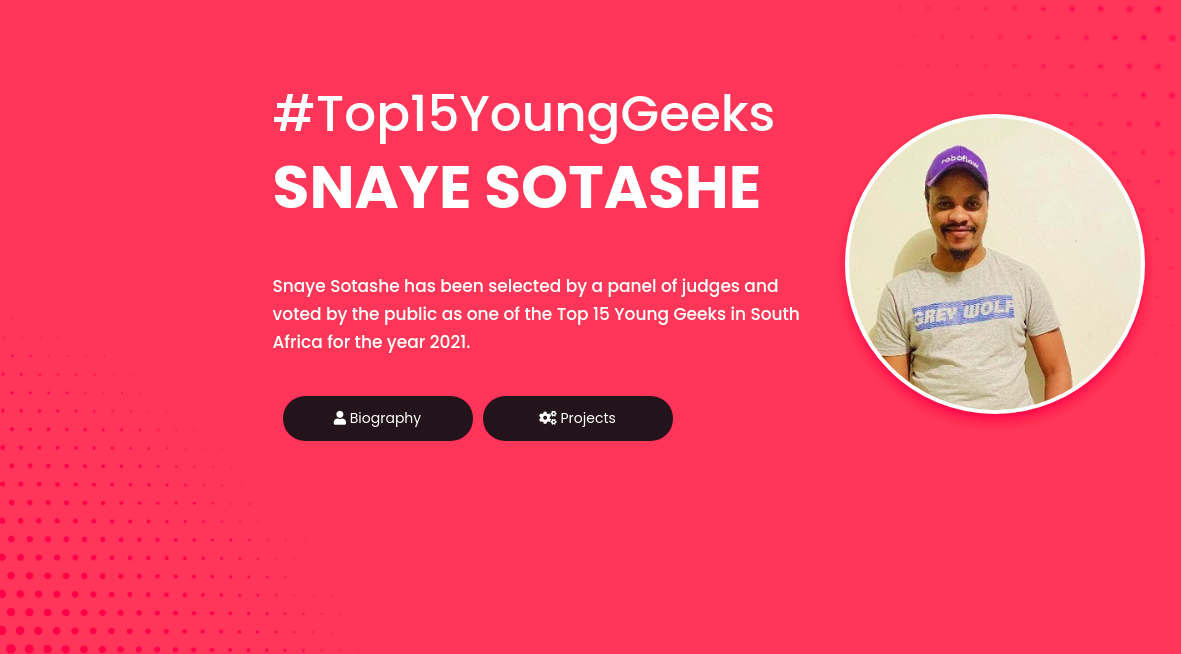 #Top15YoungGeeks
SNAYE SOTASHE
Snaye Sotashe has been selected by a panel of judges and
voted by the public as one of the Top 15 Young Geeks in South
Africa for the year 2021.
Biography
Projects
roboflow
GREY WOLF